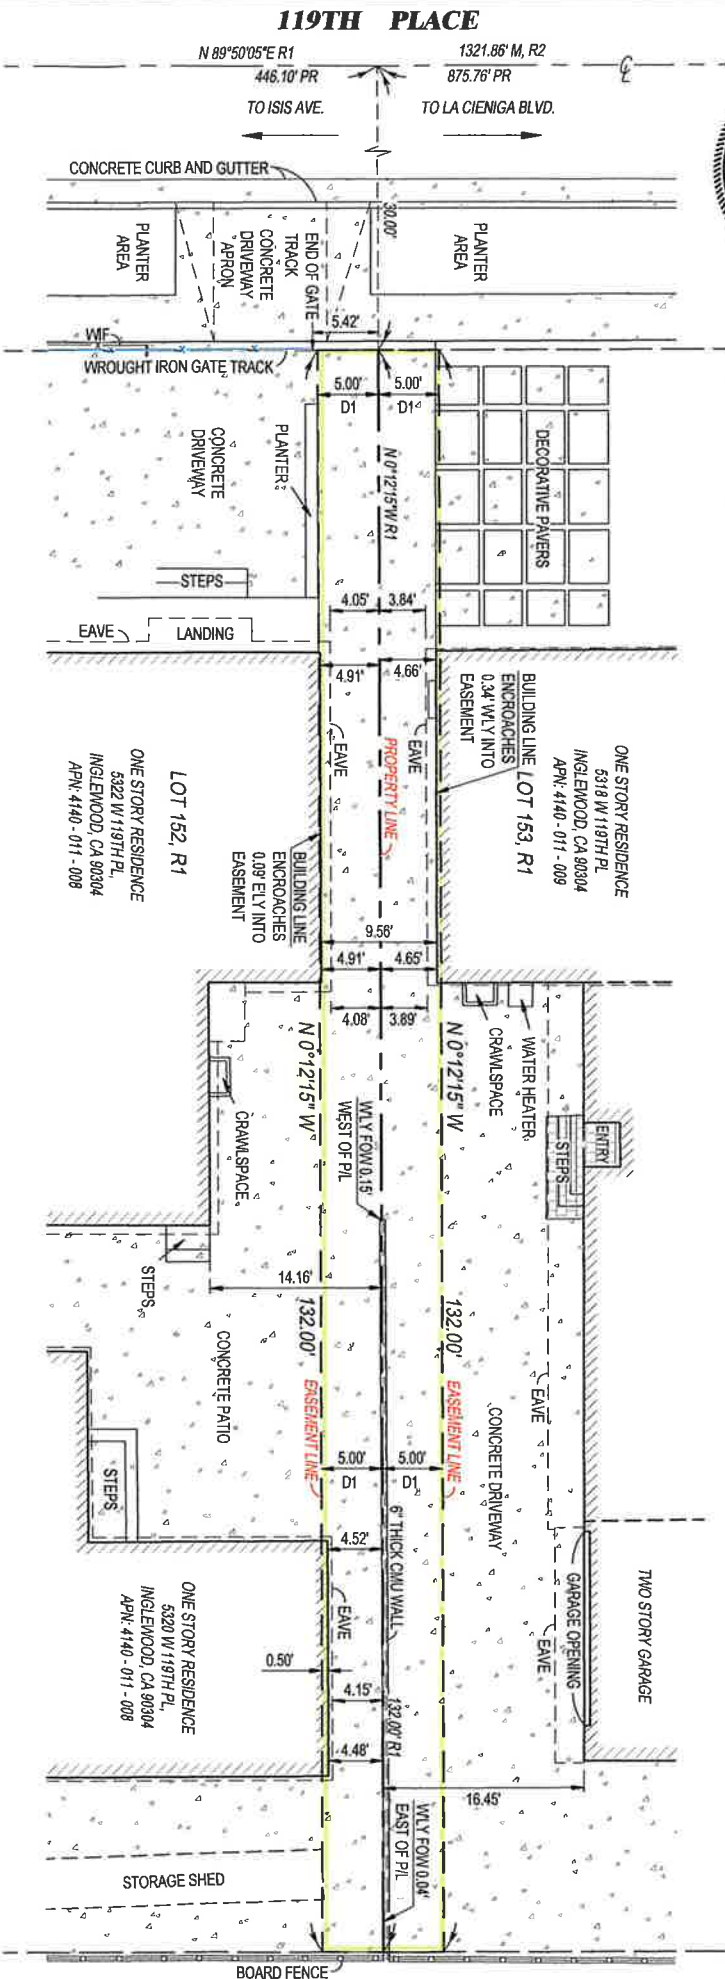 119TH PLACE
N 89°50'05"E R1
1321.86' M, R2
446.10' PR
875.76' PR
TO ISIS AVE.
TO LA CIENIGA BLVD.
CONCRETE CURB AND GUTTER
30.00'
PLANTER
AREA
CONCRETE
DRIVEWAY
APRON
END OF GATE
TRACK
PLANTER
AREA
5.42'
WIF
WROUGHT IRON GATE TRACK
5.00'
5.00'
D1
D1
CONCRETE
DRIVEWAY
PLANTER
N 0°12'15"W R1
DECORATIVE PAVERS
STEPS
4.05'
3.84'
EAVE
LANDING
4.91'
4.66'
EAVE
EAVE
PROPERTY LINE
BUILDING LINE
ENCROACHES
0.34' W'LY INTO
EASEMENT
LOT 153, R1
ONE STORY RESIDENCE
5318 W 119TH PL
INGLEWOOD, CA 90304
APN: 4140 - 011 - 009
LOT 152, R1
ONE STORY RESIDENCE
5322 W 119TH PL,
INGLEWOOD, CA 90304
APN: 4140 - 011 - 008
BUILDING LINE
ENCROACHES
0.09' E'LY INTO
EASEMENT
9.56'
4.91'
4.65'
4.08'
3.89'
N 0°12'15" W
N 0°12'15" W
CRAWLSPACE
WATER HEATER
CRAWLSPACE
WLY FOW 0.15'
WEST OF P/L
STEPS
ENTRY
STEPS
14.16'
132.00'
132.00'
CONCRETE PATIO
EAVE
EASEMENT LINE
EASEMENT LINE
CONCRETE DRIVEWAY
STEPS
5.00'
5.00'
D1
D1
6" THICK CMU WALL
4.52'
EAVE
GARAGE OPENING
EAVE
TWO STORY GARAGE
ONE STORY RESIDENCE
5320 W 119TH PL,
INGLEWOOD, CA 90304
APN: 4140 - 011 - 008
0.50'
4.15'
132.00' R1
4.48'
16.45'
WLY FOW 0.04'
EAST OF P/L
STORAGE SHED
BOARD FENCE